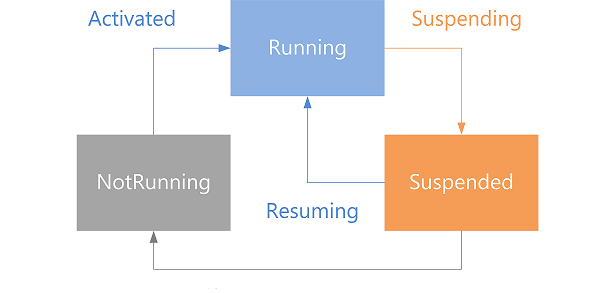 Activated
Suspending
Running
NotRunning
Suspended
Resuming